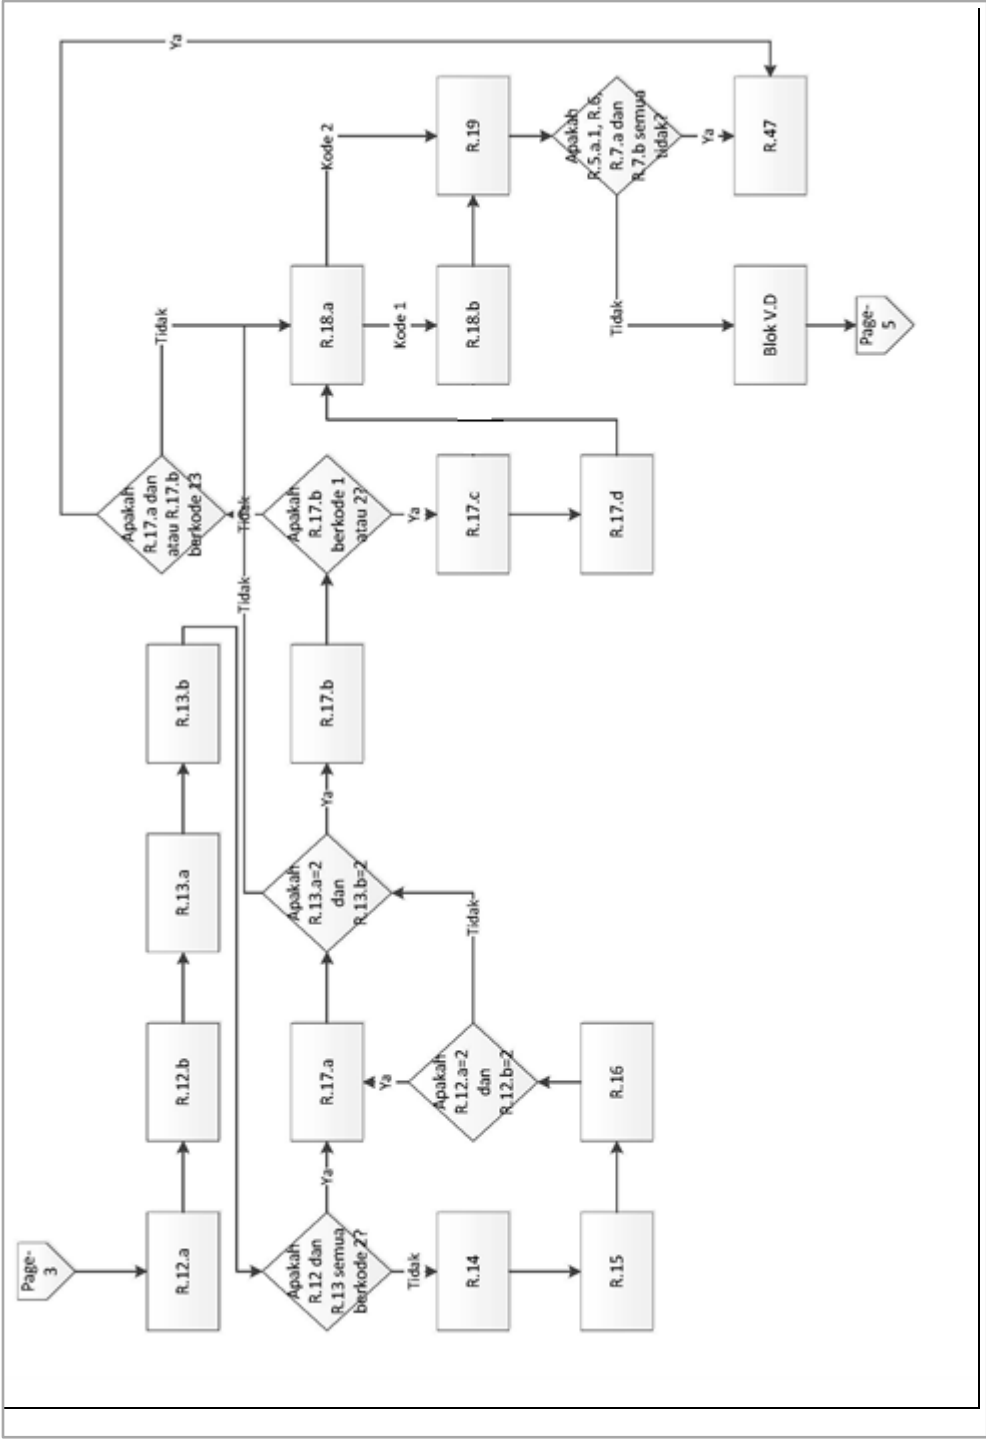 Page-
3
R.12.a
R.12.b
R.13.a
R.13.b
Apakah
R.12 dan
R.13 semua
berkode 2?
Ya
Tidak
R.14
R.15
R.16
Apakah
R.12.a=2
dan
R.12.b=2
Ya
Tidak
R.17.a
Apakah
R.13.a=2
dan
R.13.b=2
Ya
Tidak
R.17.b
Apakah
R.17.b
berkode 1
atau 2?
Ya
Tidak
R.17.c
R.17.d
Apakah
R.17.a dan
atau R.17.b
berkode 13
Ya
Tidak
R.18.a
Kode 1
Kode 2
R.18.b
R.19
Apakah
R.5.a.1, R.6,
R.7.a dan
R.7.b semua
tidak?
Ya
Tidak
R.47
Blok V.D
Page-
5